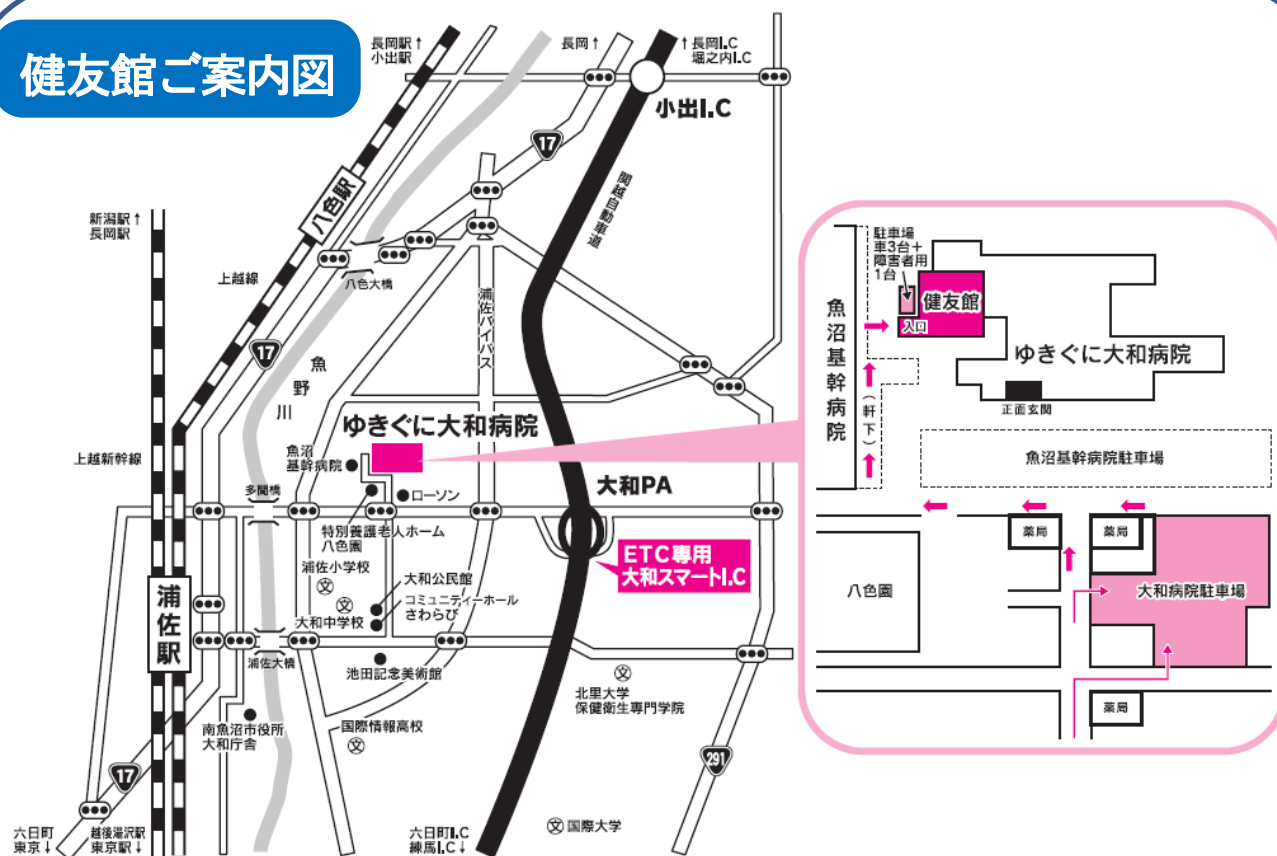 健友館ご案内図
長岡駅↑
小出駅
長岡↑
↑長岡I.C
堀之内I.C
小出I.C
17
関越自動車道
八色駅
新潟駅↑
長岡駅
上越線
八色大橋
浦佐バイパス
17
魚野川
ゆきぐに大和病院
魚沼
基幹病院
上越新幹線
多聞橋
ローソン
大和PA
特別養護老人ホーム
八色園
ETC専用
大和スマートI.C
浦佐小学校
文
大和公民館
文
コミュニティーホール
さわらび
大和中学校
浦佐駅
浦佐大橋
池田記念美術館
文
北里大学
保健衛生専門学院
南魚沼市役所
大和庁舎
国際情報高校
文
291
17
六日町
東京↓
越後湯沢駅
東京駅↓
六日町I.C
練馬I.C↓
文国際大学
駐車場
車3台+
障害者用
1台
健友館
入口
魚沼基幹病院
ゆきぐに大和病院
正面玄関
(軒下)
魚沼基幹病院駐車場
薬局
薬局
八色園
大和病院駐車場
薬局